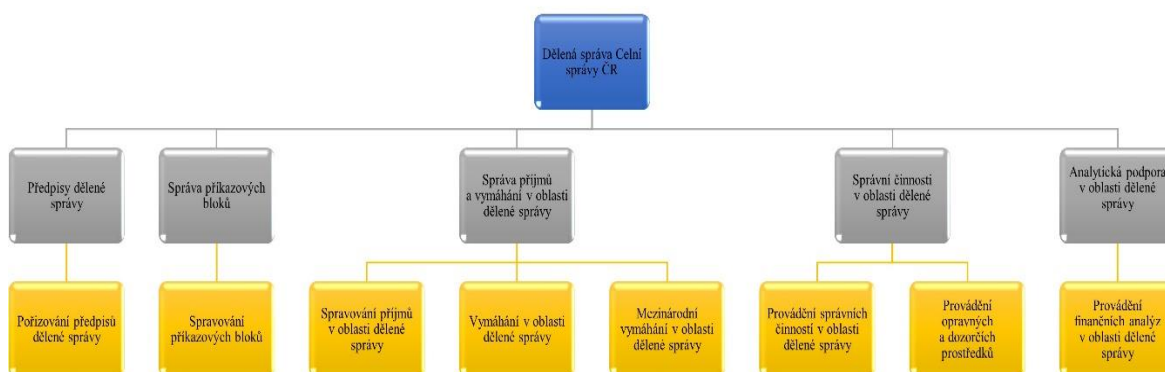 Dělená správa Celní
správy ČR
Předpisy dělené
správy
Správa příkazových
bloků
Správa příjmů
a vymáhání v oblasti
dělené správy
Správní činnosti
v oblasti dělené
správy
Analytická podpora
v oblasti dělené
správy
Pořizování předpisů
dělené správy
Spravování
příkazových bloků
Spravování příjmů
v oblasti dělené
správy
Vymáhání v oblasti
dělené správy
Mezinárodní
vymáhání v oblasti
dělené správy
Provádění správních
činností v oblasti
dělené správy
Provádění
opravných
a dozorčích
prostředků
Provádění
finančních analýz
v oblasti dělené
správy